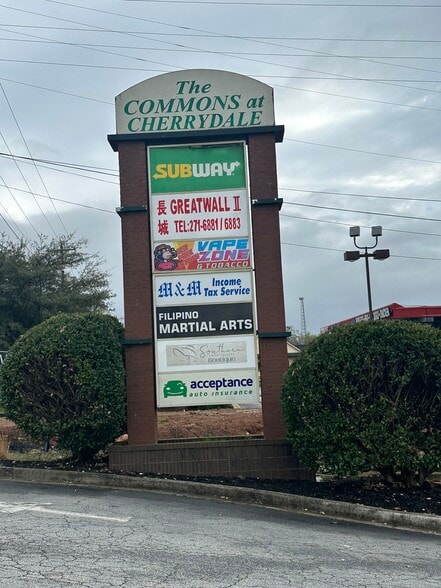 The
COMMONS at
CHERRYDALE
SUBWAY
長 GREATWALL II
城 TEL:271-6881/6883
VAPE
ZONE
& TOBACCO
M&M Income
Tax Service
FILIPINO
MARTIAL ARTS
Southern
acceptance
auto insurance